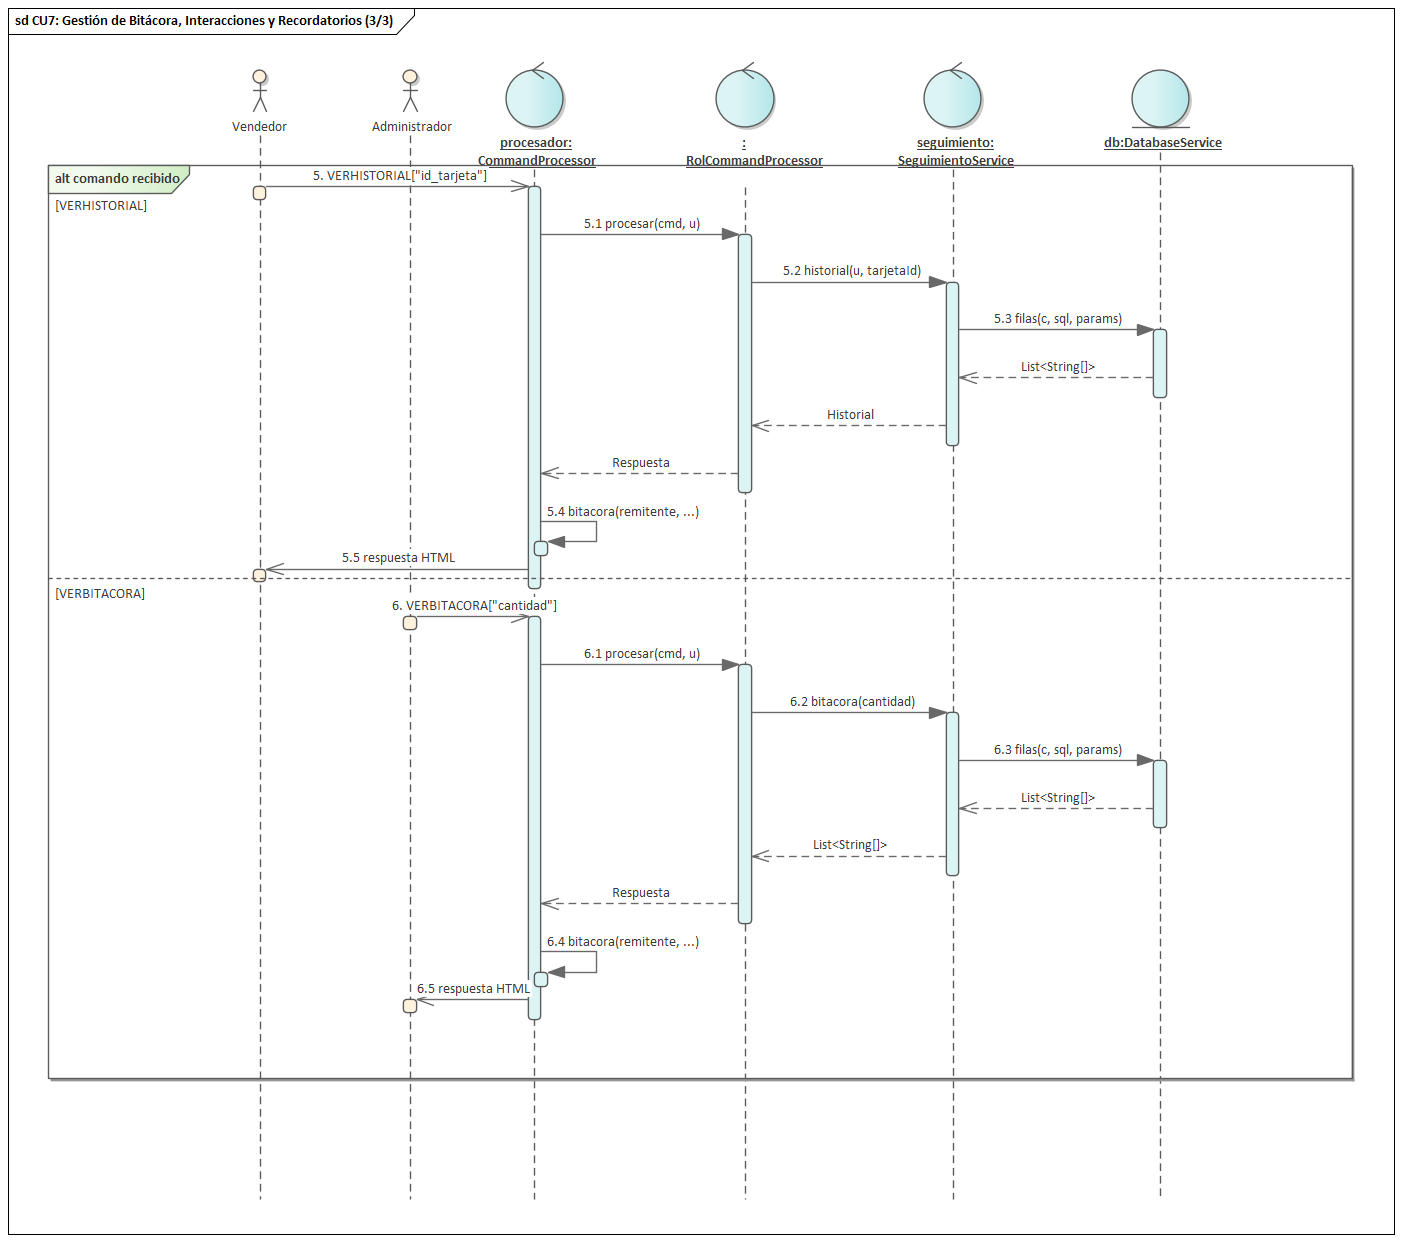 sd CU7: Gestión de Bitácora, Interacciones y Recordatorios (3/3)
Vendedor
Administrador
procesador:
CommandProcessor
:
RolCommandProcessor
seguimiento:
SeguimientoService
db:DatabaseService
alt comando recibido
[VERHISTORIAL]
5. VERHISTORIAL["id_tarjeta"]
5.1 procesar(cmd, u)
5.2 historial(u, tarjetaId)
5.3 filas(c, sql, params)
List<String[]>
Historial
Respuesta
5.4 bitacora(remitente, ...)
5.5 respuesta HTML
[VERBITACORA]
6. VERBITACORA["cantidad"]
6.1 procesar(cmd, u)
6.2 bitacora(cantidad)
6.3 filas(c, sql, params)
List<String[]>
List<String[]>
Respuesta
6.4 bitacora(remitente, ...)
6.5 respuesta HTML